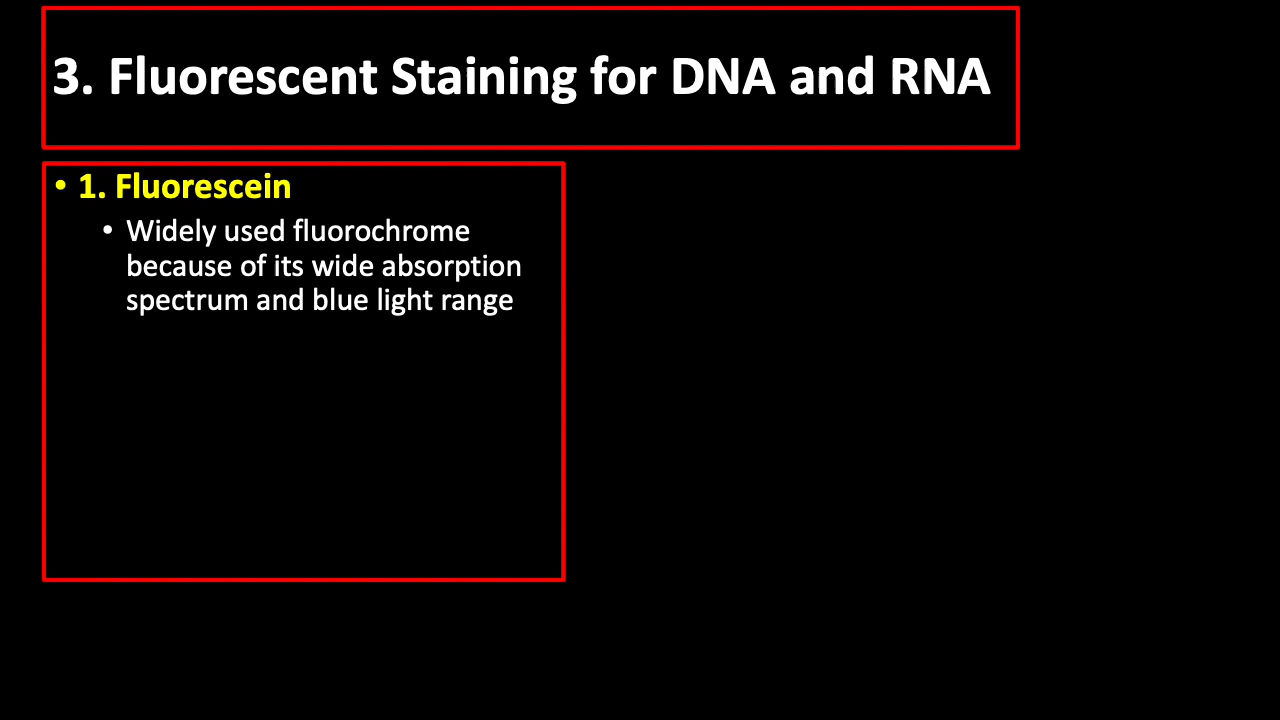 3. Fluorescent Staining for DNA and RNA
• 1. Fluorescein
• Widely used fluorochrome
because of its wide absorption
spectrum and blue light range